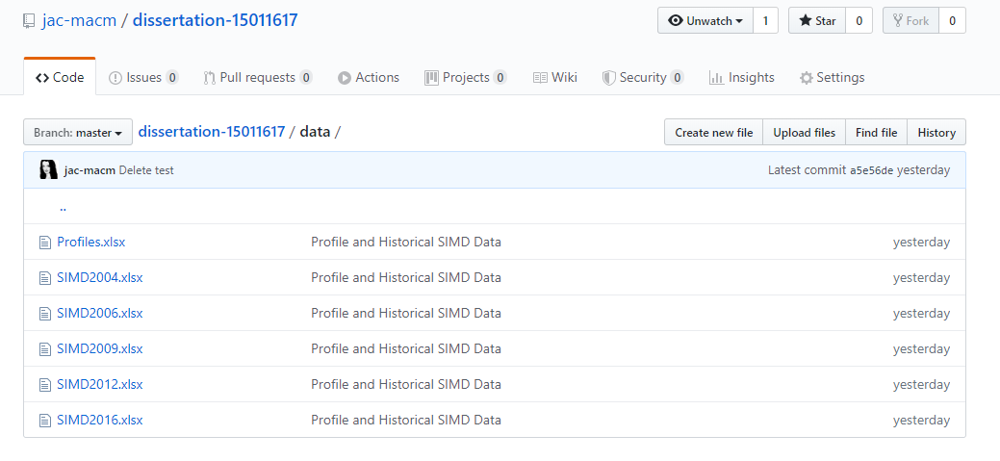 jac-macm / dissertation-15011617 Unwatch 1 Star 0 Fork 0
Code Issues 0 Pull requests 0 Actions Projects 0 Wiki Security 0 Insights Settings
Branch: master dissertation-15011617 / data / Create new file Upload files Find file History
jac-macm Delete test Latest commit a5e56de yesterday
..
Profiles.xlsx Profile and Historical SIMD Data yesterday
SIMD2004.xlsx Profile and Historical SIMD Data yesterday
SIMD2006.xlsx Profile and Historical SIMD Data yesterday
SIMD2009.xlsx Profile and Historical SIMD Data yesterday
SIMD2012.xlsx Profile and Historical SIMD Data yesterday
SIMD2016.xlsx Profile and Historical SIMD Data yesterday